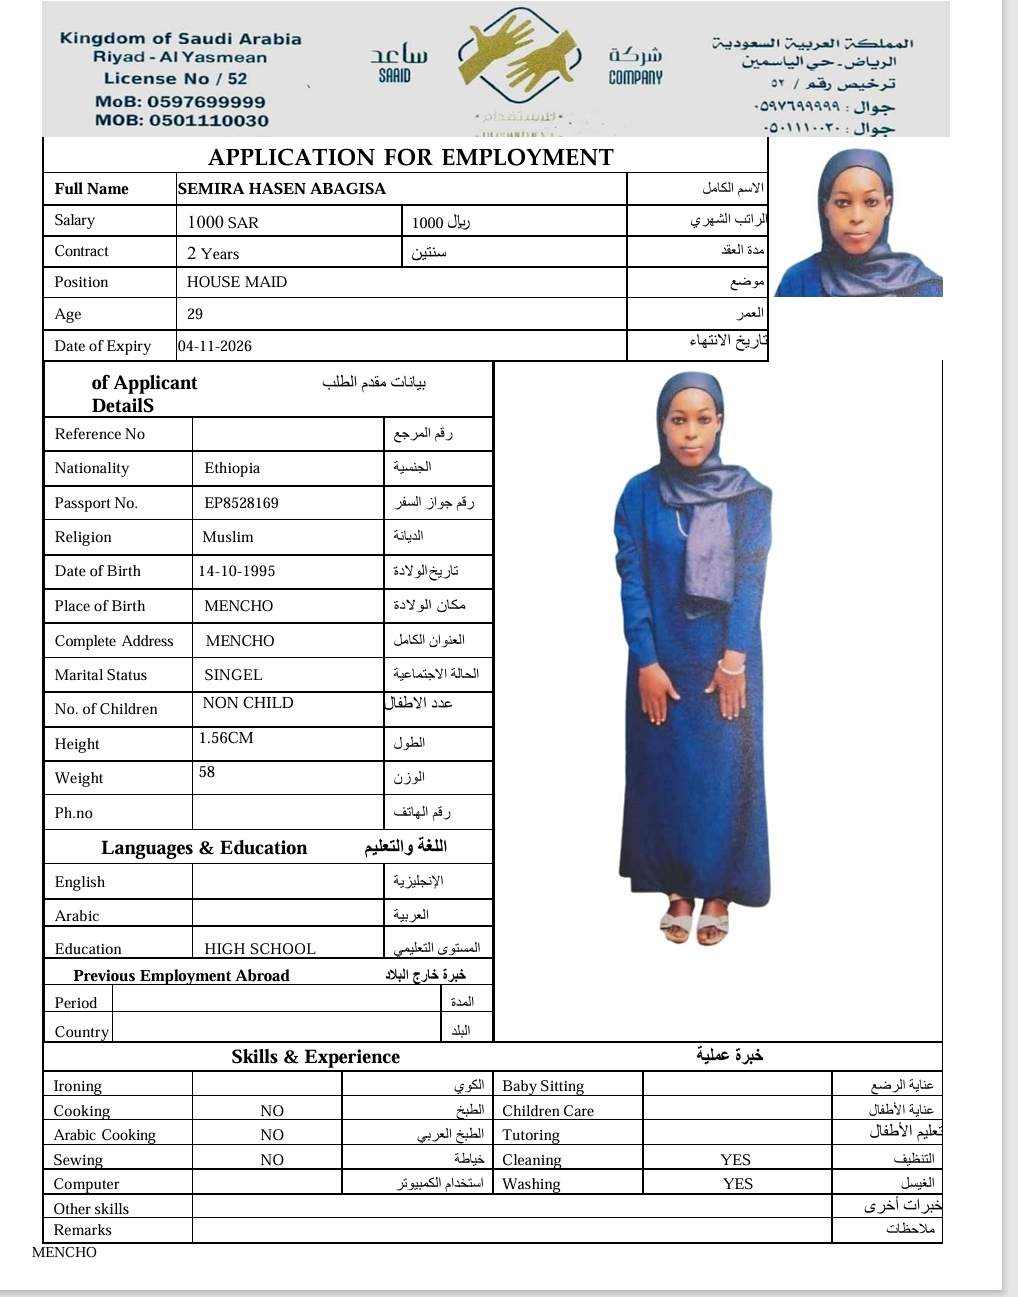 Kingdom of Saudi Arabia
Riyad - Al Yasmean
License No / 52
MoB: 0597699999
MOB: 0501110030
ساعد
SAAID
شركة
COMPANY
للاستقدام
المملكة العربية السعودية
الرياض - حي الياسمين
ترخيص رقم / ٥٢
جوال : ٠٥٩٧٦٩٩٩٩٩
جوال : ٠٥٠١١١٠٠٣٠
APPLICATION FOR EMPLOYMENT
Full Name SEMIRA HASEN ABAGISA الاسم الكامل
Salary 1000 SAR 1000 ريال الراتب الشهري
Contract 2 Years سنتين مدة العقد
Position HOUSE MAID موضع
Age 29 العمر
Date of Expiry 04-11-2026 تاريخ الانتهاء
of Applicant بيانات مقدم الطلب
DetailS
Reference No رقم المرجع
Nationality Ethiopia الجنسية
Passport No. EP8528169 رقم جواز السفر
Religion Muslim الديانة
Date of Birth 14-10-1995 تاريخ الولادة
Place of Birth MENCHO مكان الولادة
Complete Address MENCHO العنوان الكامل
Marital Status SINGEL الحالة الاجتماعية
No. of Children NON CHILD عدد الاطفال
Height 1.56CM الطول
Weight 58 الوزن
Ph.no رقم الهاتف
Languages & Education اللغة والتعليم
English الإنجليزية
Arabic العربية
Education HIGH SCHOOL المستوى التعليمي
Previous Employment Abroad خبرة خارج البلاد
Period المدة
Country البلد
Skills & Experience خبرة عملية
Ironing الكوي Baby Sitting عناية الرضع
Cooking NO الطبخ Children Care عناية الأطفال
Arabic Cooking NO الطبخ العربي Tutoring تعليم الأطفال
Sewing NO خياطة Cleaning YES التنظيف
Computer استخدام الكمبيوتر Washing YES الغيسل
Other skills خبرات أخرى
Remarks ملاحظات
MENCHO